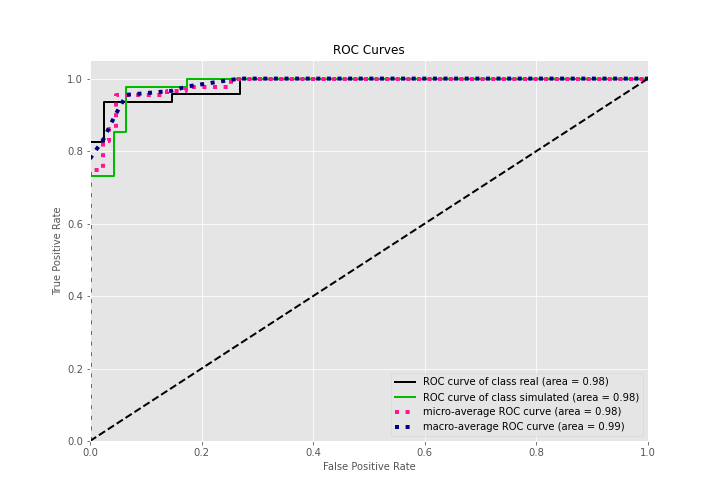 ROC Curves
True Positive Rate
1.0
0.8
0.6
0.4
0.2
0.0
0.0 0.2 0.4 0.6 0.8 1.0
False Positive Rate
ROC curve of class real (area = 0.98)
ROC curve of class simulated (area = 0.98)
micro-average ROC curve (area = 0.98)
macro-average ROC curve (area = 0.99)